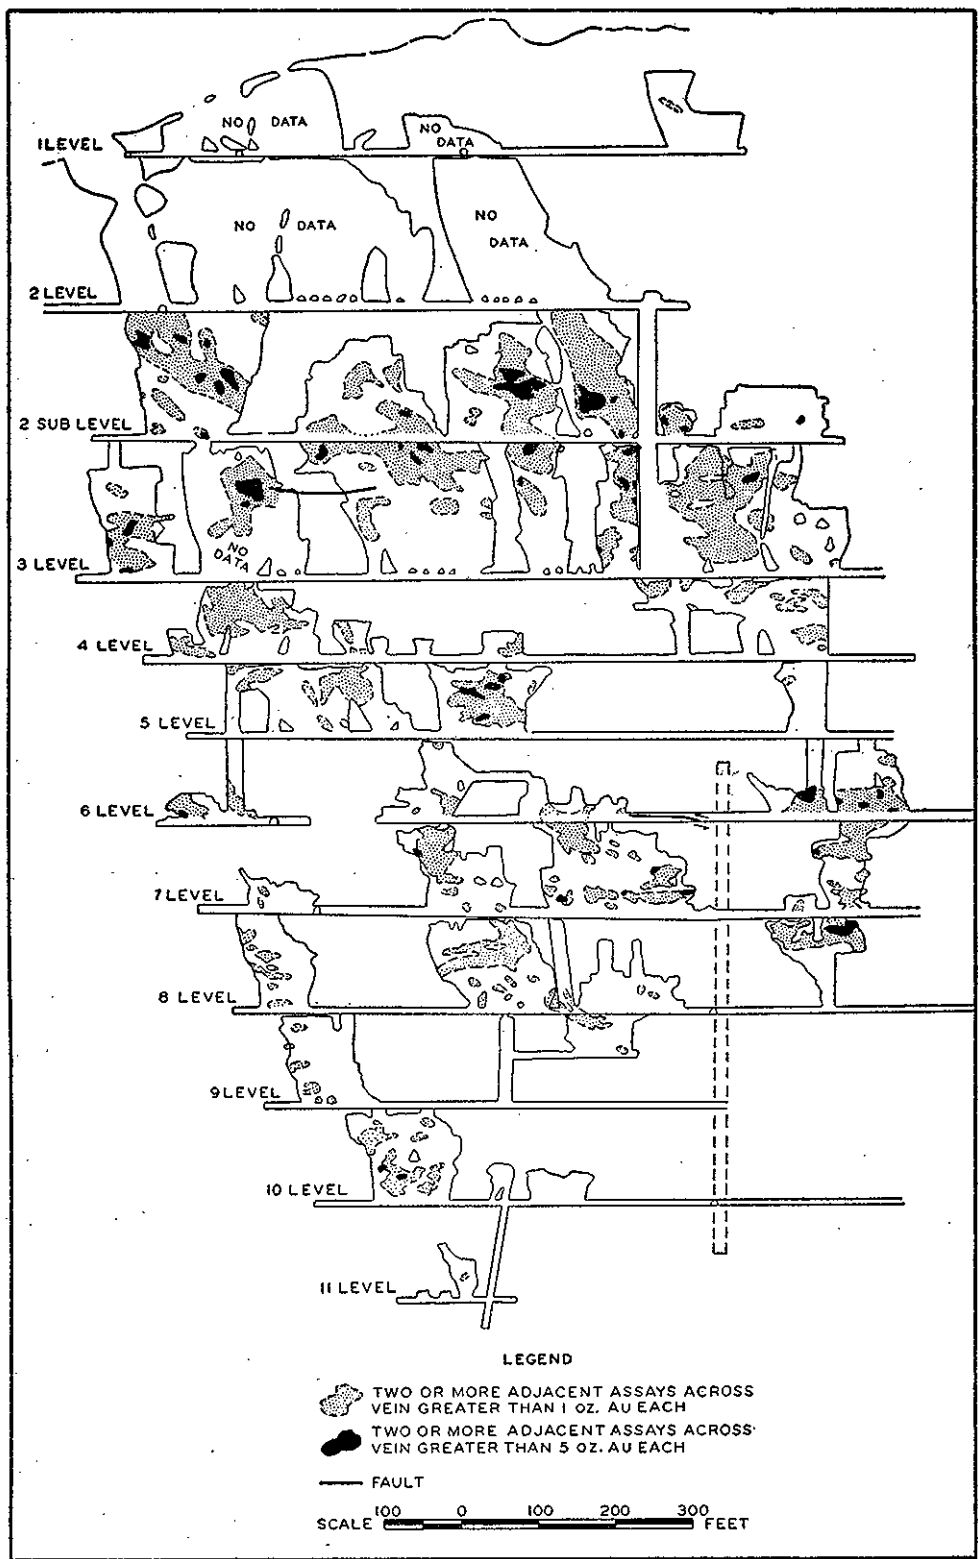 NO DATA
NO
DATA
1 LEVEL
NO DATA
NO
DATA
2 LEVEL
2 SUB LEVEL
NO
DATA
3 LEVEL
4 LEVEL
5 LEVEL
6 LEVEL
7 LEVEL
8 LEVEL
9 LEVEL
10 LEVEL
11 LEVEL
LEGEND
TWO OR MORE ADJACENT ASSAYS ACROSS
VEIN GREATER THAN 1 OZ. AU EACH
TWO OR MORE ADJACENT ASSAYS ACROSS
VEIN GREATER THAN 5 OZ. AU EACH
FAULT
100 0 100 200 300
SCALE FEET